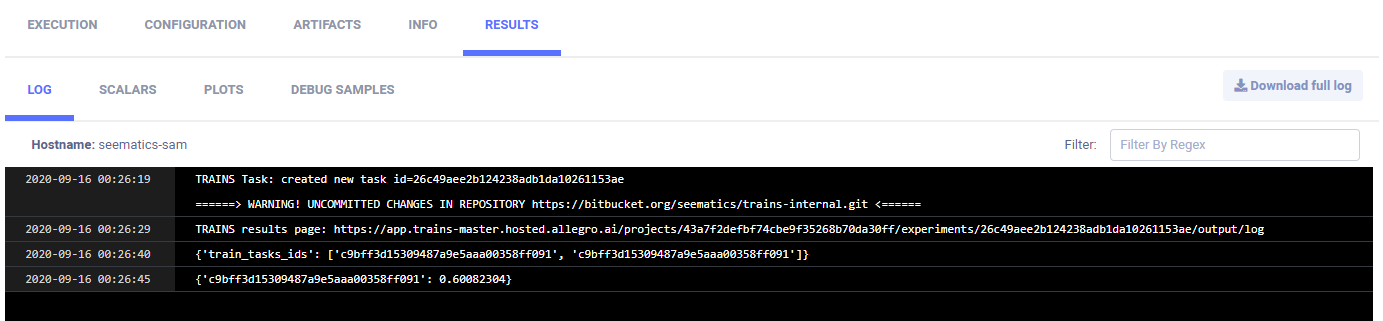 EXECUTION CONFIGURATION ARTIFACTS INFO RESULTS
LOG SCALARS PLOTS DEBUG SAMPLES Download full log
Hostname: seematics-sam Filter: Filter By Regex
2020-09-16 00:26:19 TRAINS Task: created new task id=26c49aee2b124238adb1da10261153ae
======> WARNING! UNCOMMITTED CHANGES IN REPOSITORY https://bitbucket.org/seematics/trains-internal.git <======
2020-09-16 00:26:29 TRAINS results page: https://app.trains-master.hosted.allegro.ai/projects/43a7f2defbf74cbe9f35268b70da30ff/experiments/26c49aee2b124238adb1da10261153ae/output/log
2020-09-16 00:26:40 {'train_tasks_ids': ['c9bff3d15309487a9e5aaa00358ff091', 'c9bff3d15309487a9e5aaa00358ff091']}
2020-09-16 00:26:45 {'c9bff3d15309487a9e5aaa00358ff091': 0.60082304}